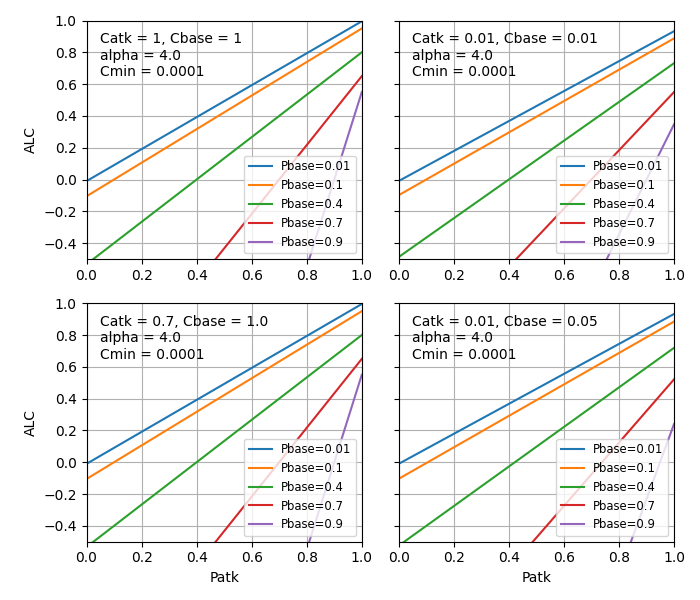 Catk = 1, Cbase = 1
alpha = 4.0
Cmin = 0.0001
ALC
1.0
0.8
0.6
0.4
0.2
0.0
−0.2
−0.4
0.0 0.2 0.4 0.6 0.8 1.0
Pbase=0.01
Pbase=0.1
Pbase=0.4
Pbase=0.7
Pbase=0.9
Catk = 0.01, Cbase = 0.01
alpha = 4.0
Cmin = 0.0001
0.0 0.2 0.4 0.6 0.8 1.0
Pbase=0.01
Pbase=0.1
Pbase=0.4
Pbase=0.7
Pbase=0.9
Catk = 0.7, Cbase = 1.0
alpha = 4.0
Cmin = 0.0001
ALC
1.0
0.8
0.6
0.4
0.2
0.0
−0.2
−0.4
0.0 0.2 0.4 0.6 0.8 1.0
Patk
Pbase=0.01
Pbase=0.1
Pbase=0.4
Pbase=0.7
Pbase=0.9
Catk = 0.01, Cbase = 0.05
alpha = 4.0
Cmin = 0.0001
0.0 0.2 0.4 0.6 0.8 1.0
Patk
Pbase=0.01
Pbase=0.1
Pbase=0.4
Pbase=0.7
Pbase=0.9